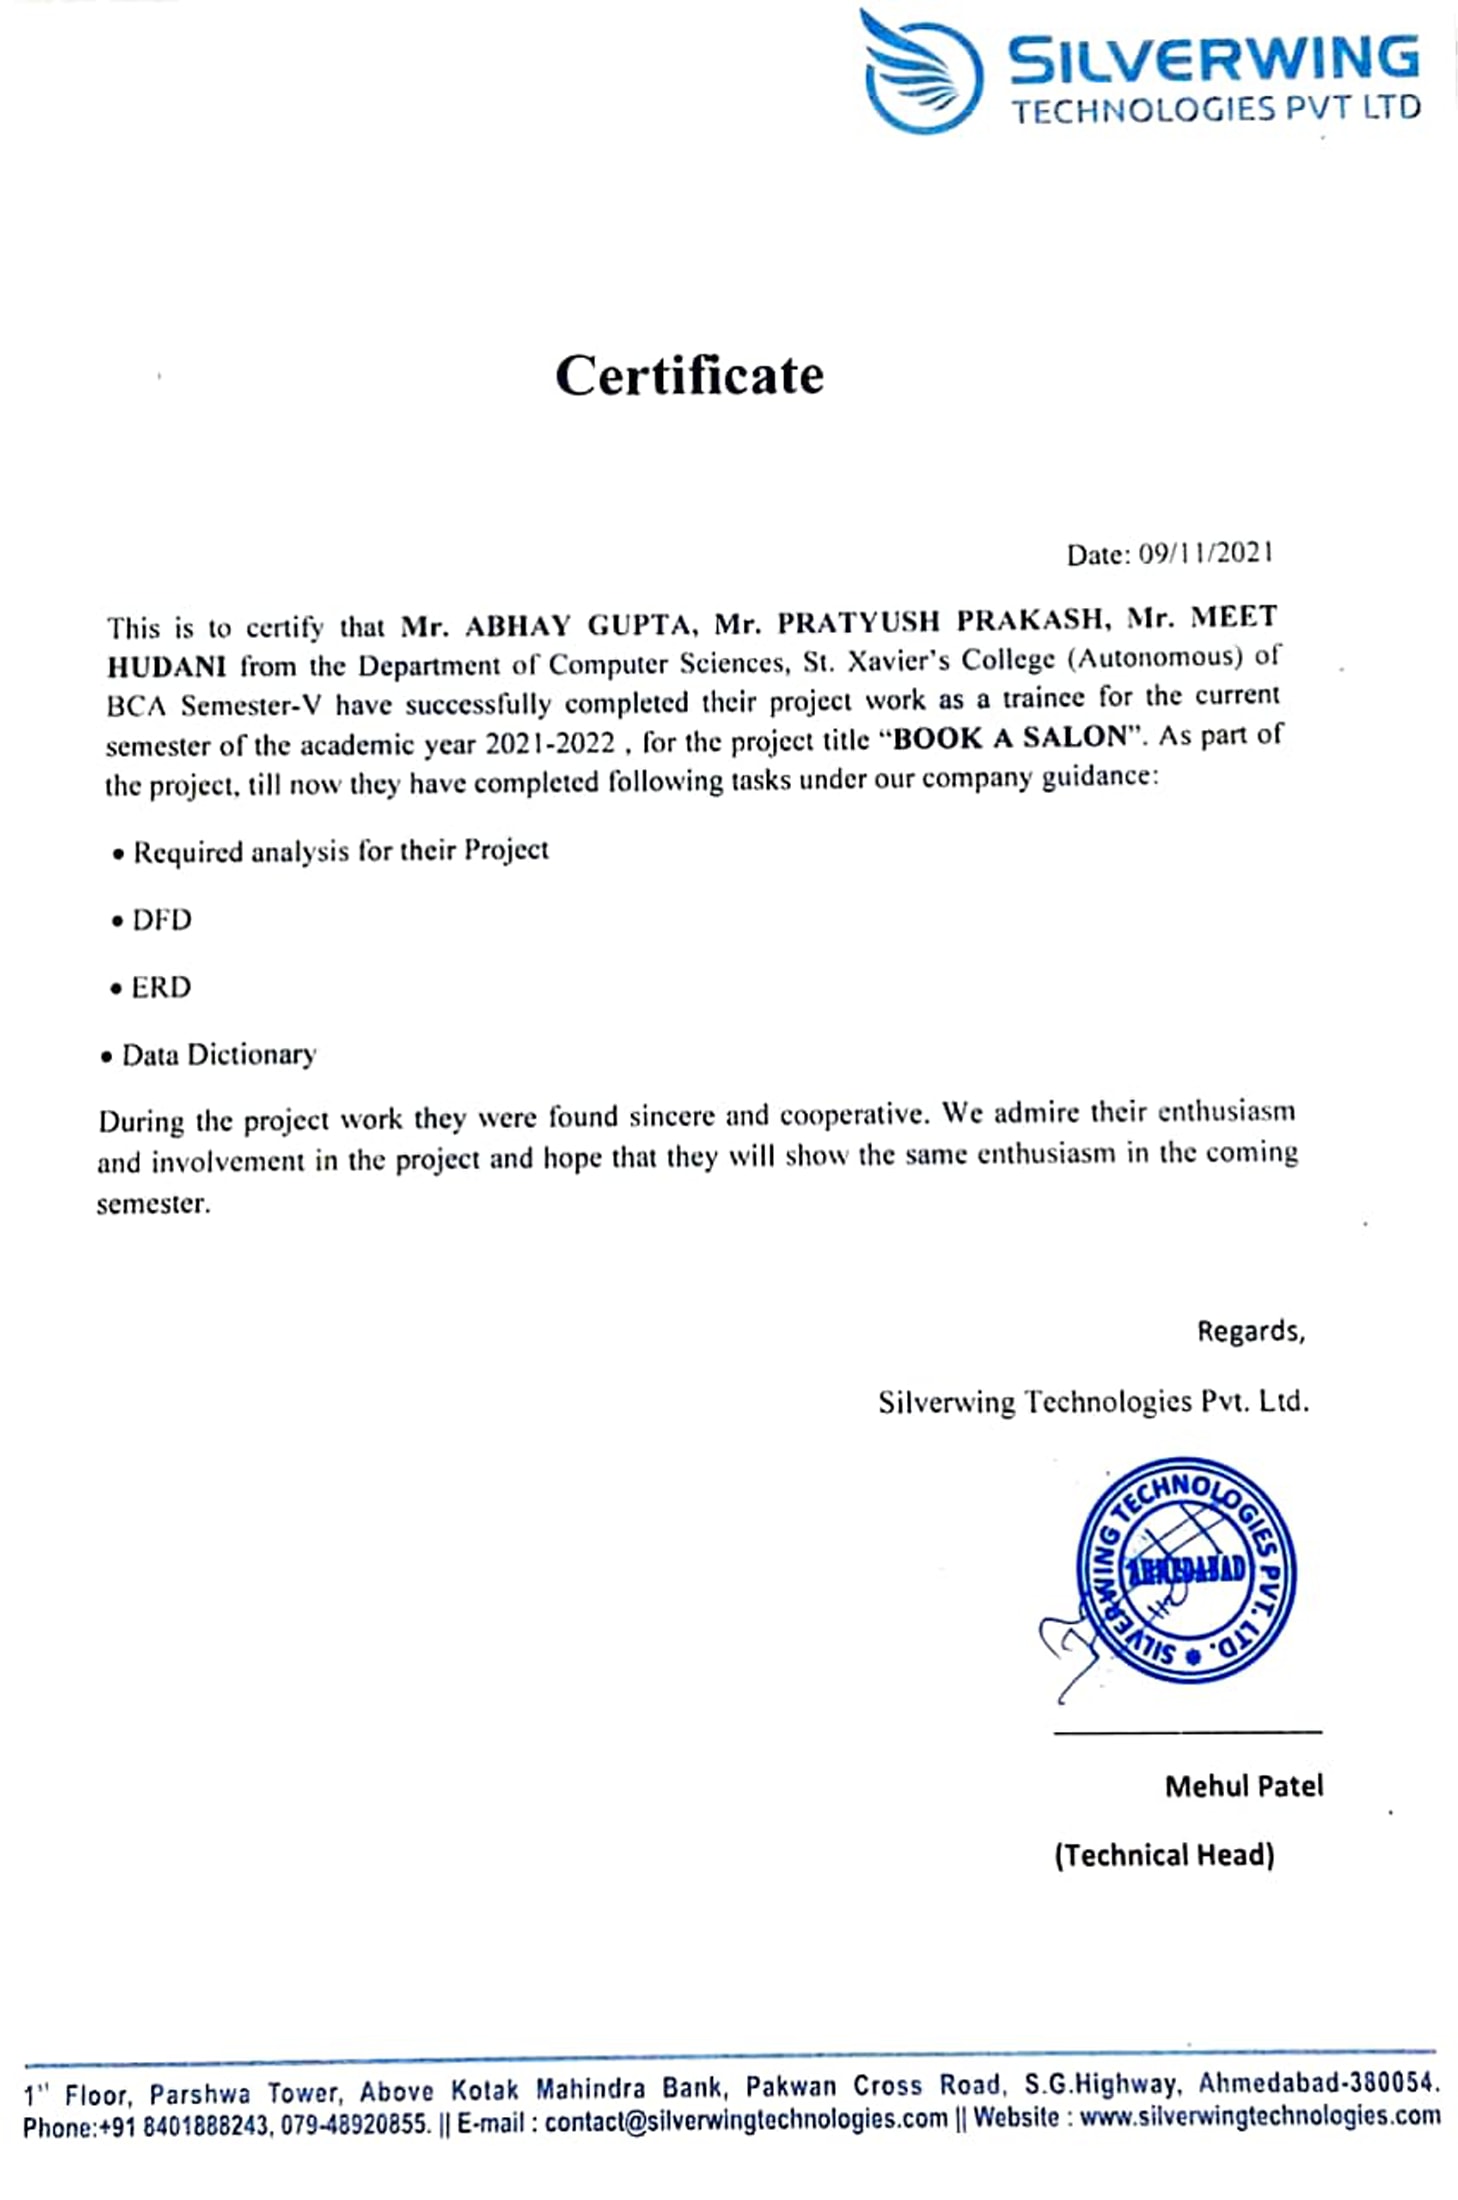 SILVERWING
TECHNOLOGIES PVT LTD
Certificate
Date: 09/11/2021
This is to certify that Mr. ABHAY GUPTA, Mr. PRATYUSH PRAKASH, Mr. MEET
HUDANI from the Department of Computer Sciences, St. Xavier's College (Autonomous) of
BCA Semester-V have successfully completed their project work as a trainee for the current
semester of the academic year 2021-2022 , for the project title “BOOK A SALON”. As part of
the project, till now they have completed following tasks under our company guidance:
• Required analysis for their Project
• DFD
• ERD
• Data Dictionary
During the project work they were found sincere and cooperative. We admire their enthusiasm
and involvement in the project and hope that they will show the same enthusiasm in the coming
semester.
Regards,
Silverwing Technologies Pvt. Ltd.
SILVERWING TECHNOLOGIES PVT. LTD.
AHMEDABAD
Mehul Patel
(Technical Head)
1st Floor, Parshwa Tower, Above Kotak Mahindra Bank, Pakwan Cross Road, S.G.Highway, Ahmedabad-380054.
Phone:+91 8401888243, 079-48920855. || E-mail : contact@silverwingtechnologies.com || Website : www.silverwingtechnologies.com